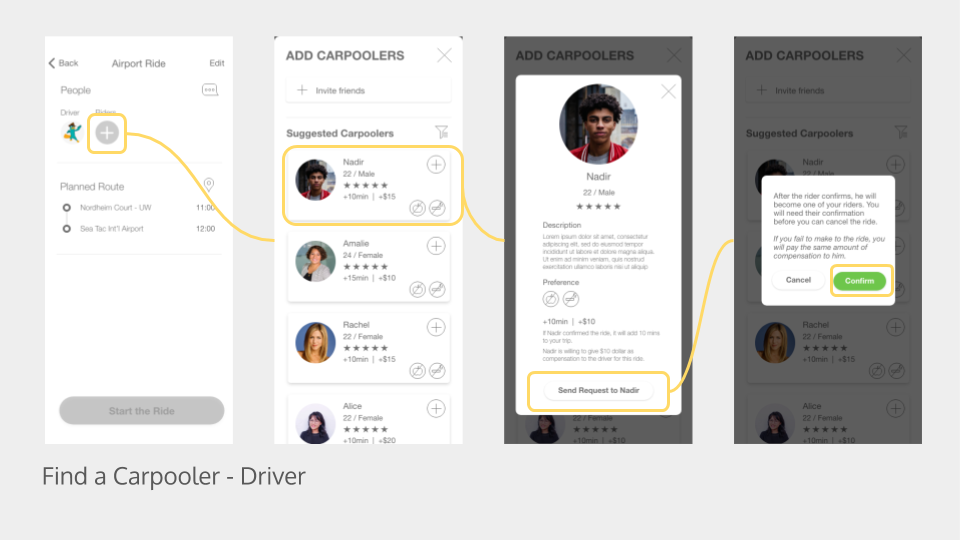 Back
Airport Ride
Edit
People
Driver
Riders
Planned Route
Nordheim Court - UW
11:00
Sea Tac Int'l Airport
12:00
Start the Ride
ADD CARPOOLERS
Invite friends
Suggested Carpoolers
Nadir
22 / Male
+10min | +$15
Amalie
24 / Female
+15min | +$10
Rachel
22 / Female
+10min | +$15
Alice
22 / Female
+10min | +$20
ADD CARPOOLERS
Nadir
22 / Male
Description
Lorem ipsum dolor sit amet, consectetur
adipiscing elit, sed do eiusmod tempor
incididunt ut labore et dolore magna aliqua.
Ut enim ad minim veniam, quis nostrud
exercitation ullamco laboris nisi ut aliquip
Preference
+10min | +$10
If Nadir confirmed the ride, it will add 10 mins
to your trip.
Nadir is willing to give $10 dollar as
compensation to the driver for this ride.
Send Request to Nadir
22 / Female
+10min | +$20
ADD CARPOOLERS
Invite friends
Suggested Carpoolers
Nadir
After the rider confirms, he will
become one of your riders. You
will need their confirmation
before you can cancel the ride.
If you fail to make to the ride, you
will pay the same amount of
compensation to him.
Cancel
Confirm
Rachel
22 / Female
+10min | +$15
Alice
22 / Female
+10min | +$20
Find a Carpooler - Driver